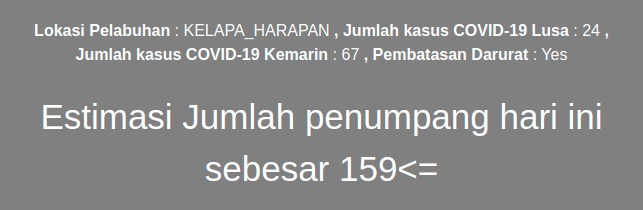 Lokasi Pelabuhan : KELAPA_HARAPAN , Jumlah kasus COVID-19 Lusa : 24 ,
Jumlah kasus COVID-19 Kemarin : 67 , Pembatasan Darurat : Yes
Estimasi Jumlah penumpang hari ini
sebesar 159<=